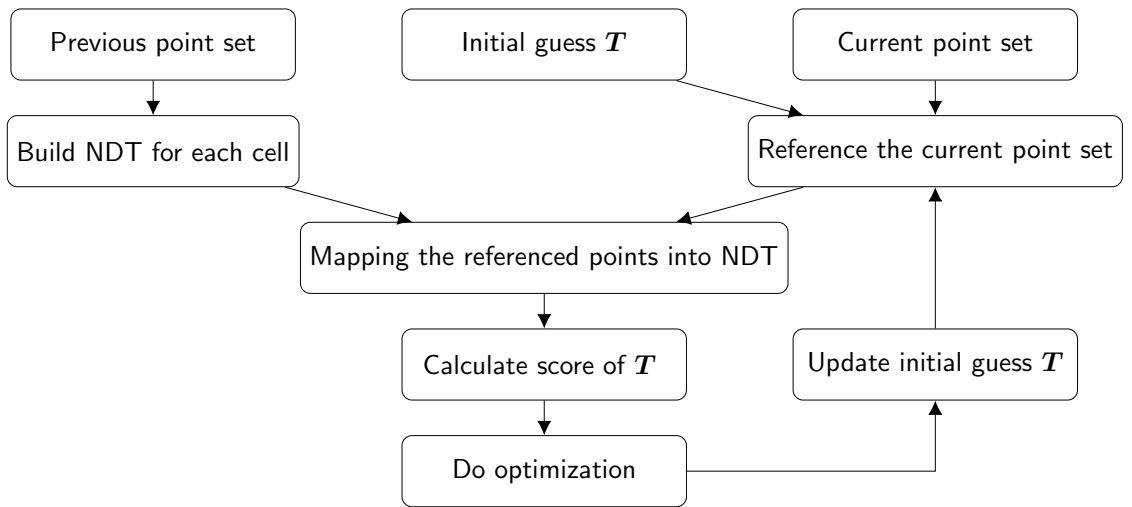 Previous point set
Initial guess T
Current point set
Build NDT for each cell
Reference the current point set
Mapping the referenced points into NDT
Calculate score of T
Update initial guess T
Do optimization